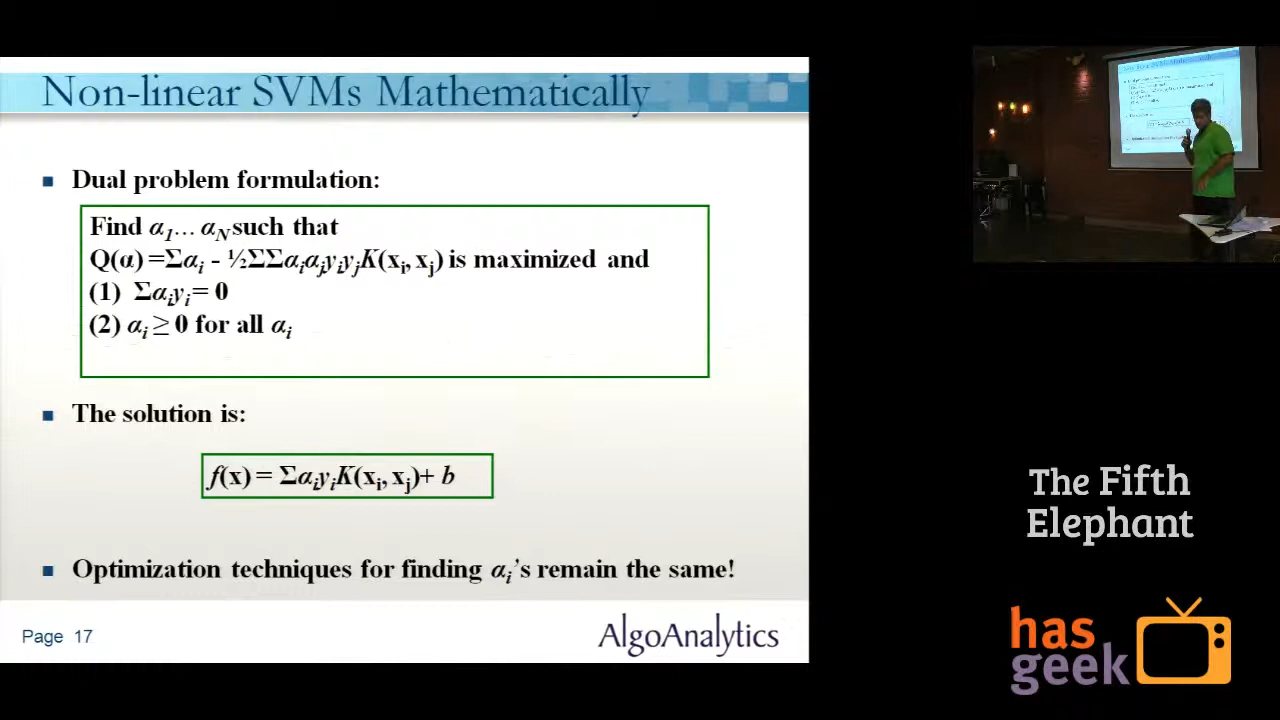 Non-linear SVMs Mathematically
Dual problem formulation:
Find α1... αN such that
Q(α) =Σαi - ½ΣΣαiαjyiyjK(xi, xj) is maximized and
(1) Σαiyi = 0
(2) αi ≥ 0 for all αi
The solution is:
f(x) = ΣαiyiK(xi, xj)+ b
Optimization techniques for finding αi's remain the same!
Page 17
AlgoAnalytics
The Fifth
Elephant
has
geek